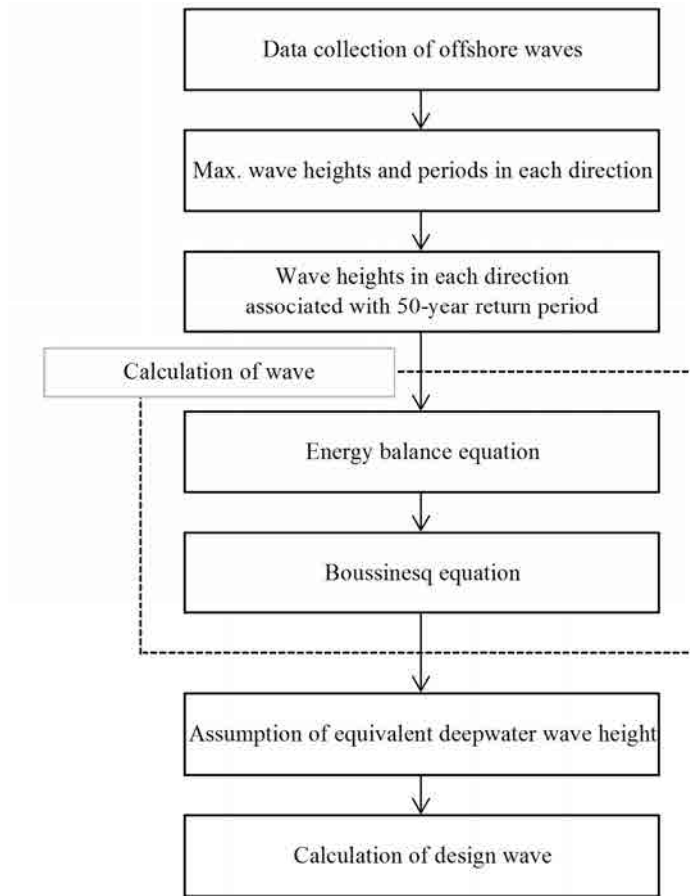 Data collection of offshore waves
Max. wave heights and periods in each direction
Wave heights in each direction
associated with 50-year return period
Calculation of wave
Energy balance equation
Boussinesq equation
Assumption of equivalent deepwater wave height
Calculation of design wave